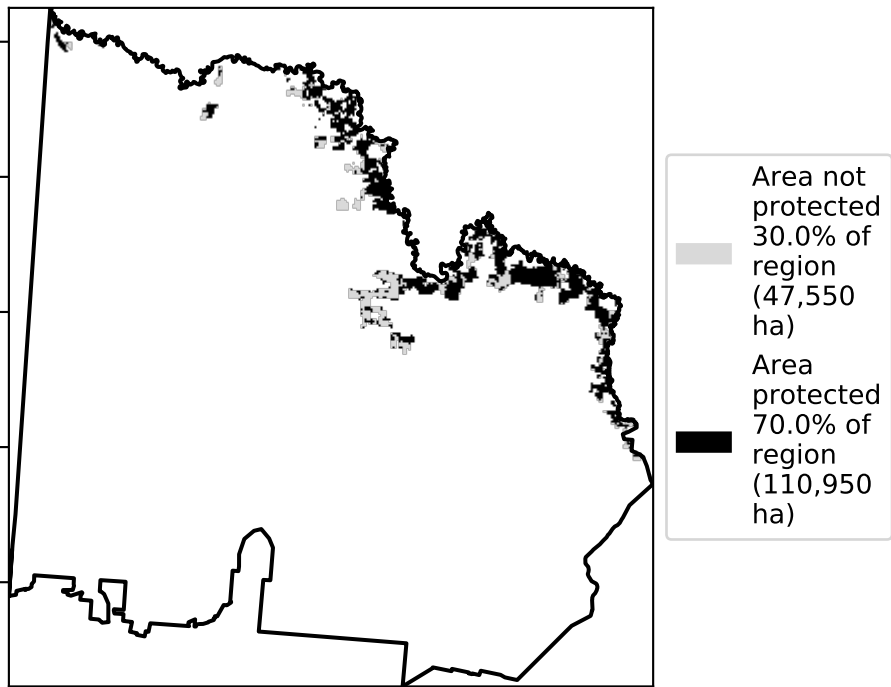 Area not
protected
30.0% of
region
(47,550
ha)
Area
protected
70.0% of
region
(110,950
ha)